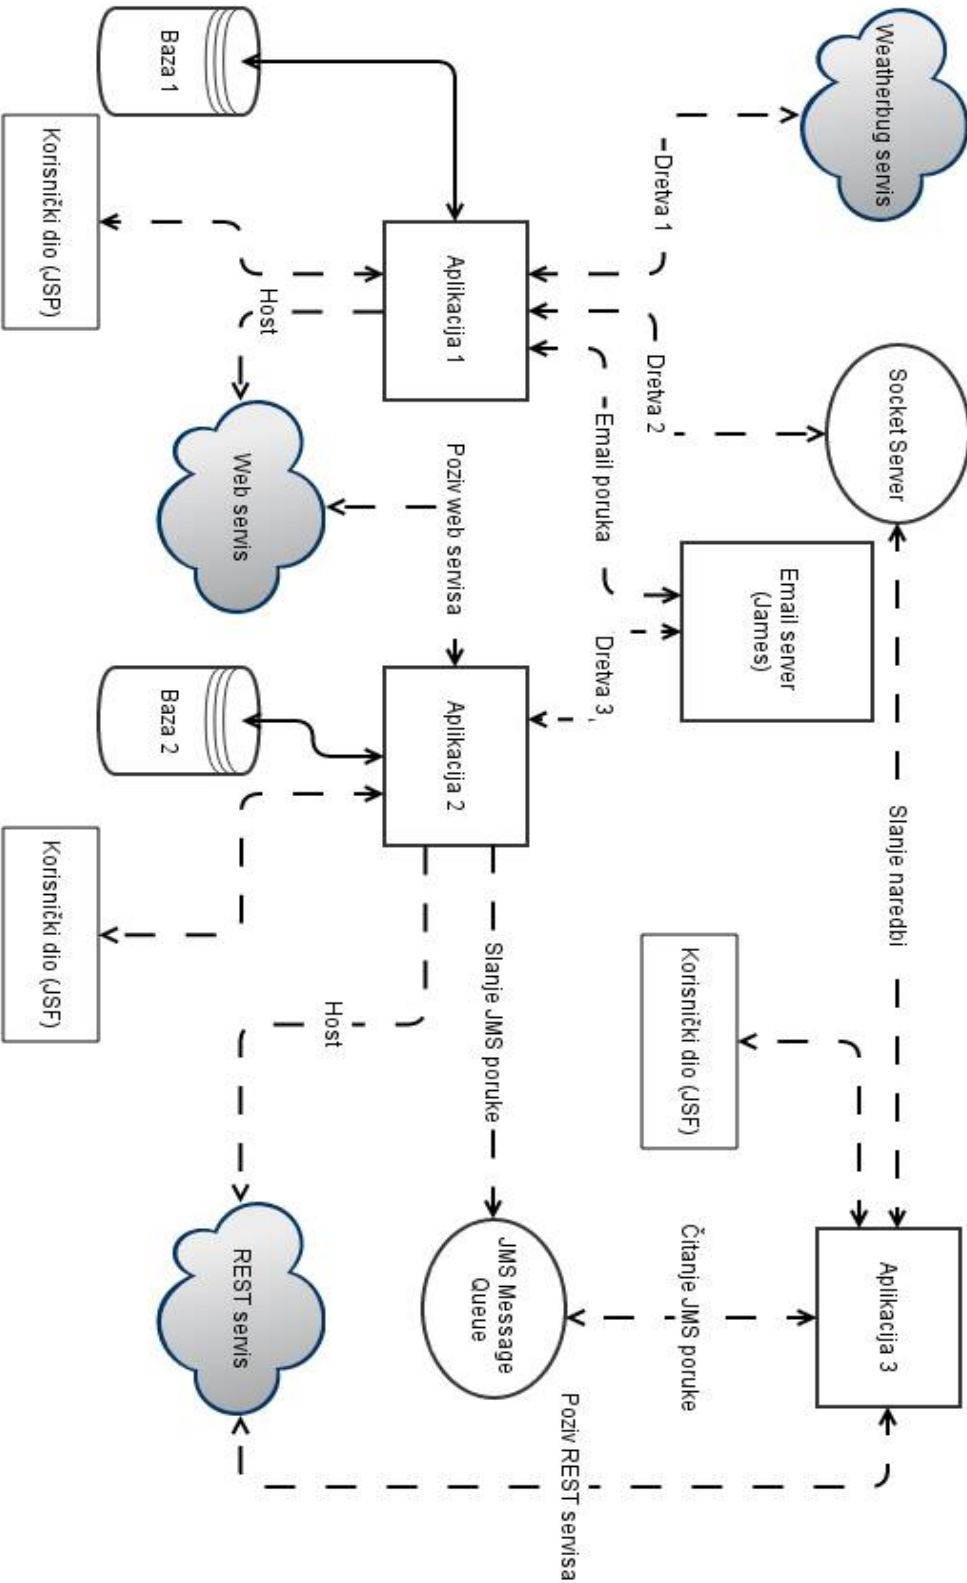 Weatherbug servis
Socket Server
Slanje naredbi
Aplikacija 3
Email server
(James)
Korisnički dio (JSF)
Čitanje JMS poruke
Dretva 1
Dretva 2
Email poruka
Dretva 3
Poziv REST servisa
Aplikacija 1
Poziv web servisa
Aplikacija 2
Slanje JMS poruke
JMS Message
Queue
Host
Host
Web servis
REST servis
Baza 1
Baza 2
Korisnički dio (JSP)
Korisnički dio (JSF)